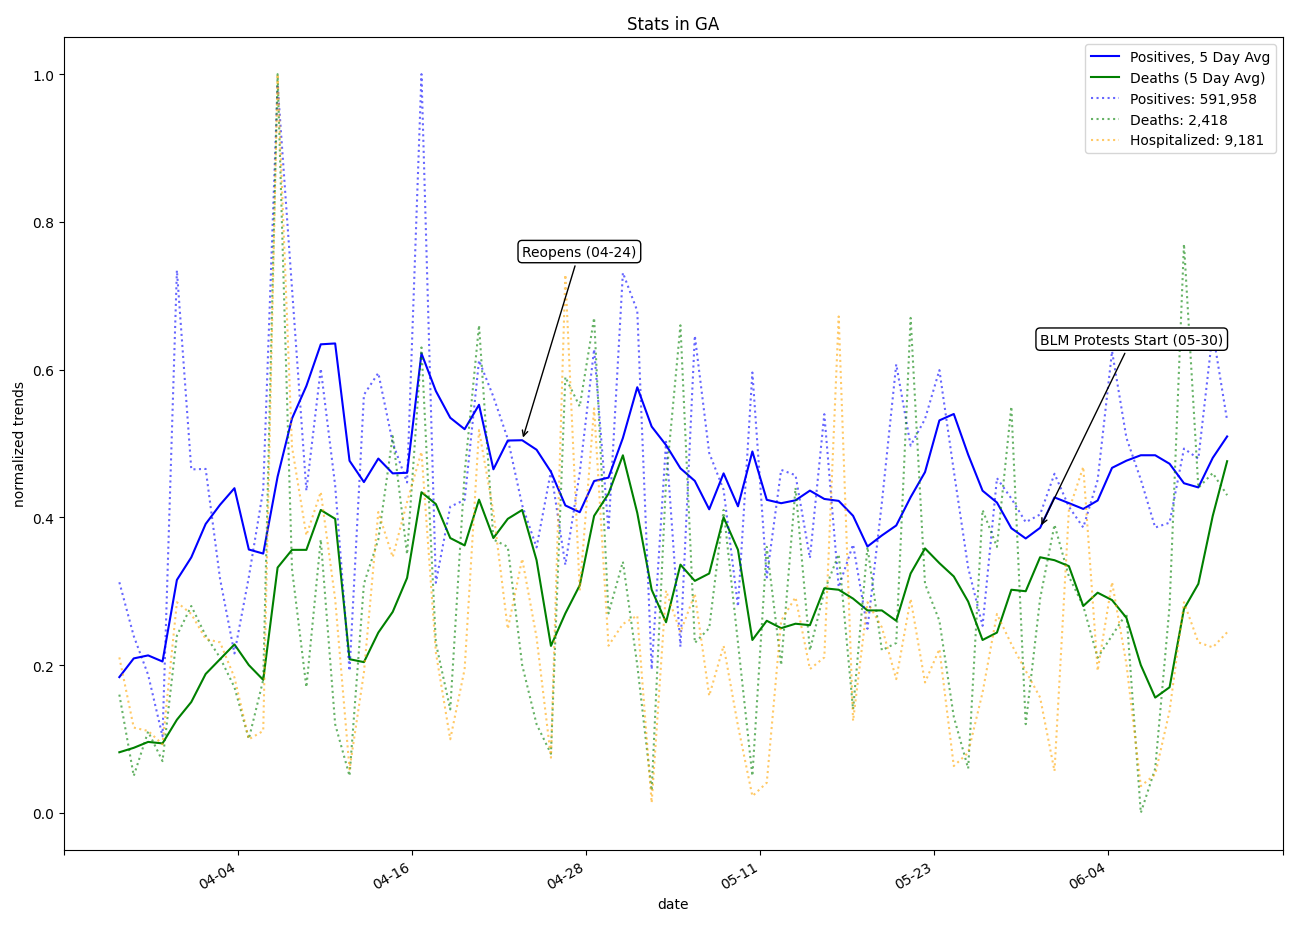 Stats in GA
Positives, 5 Day Avg
Deaths (5 Day Avg)
Positives: 591,958
Deaths: 2,418
Hospitalized: 9,181
Reopens (04-24)
BLM Protests Start (05-30)
normalized trends
1.0
0.8
0.6
0.4
0.2
0.0
04-04
04-16
04-28
05-11
05-23
06-04
date